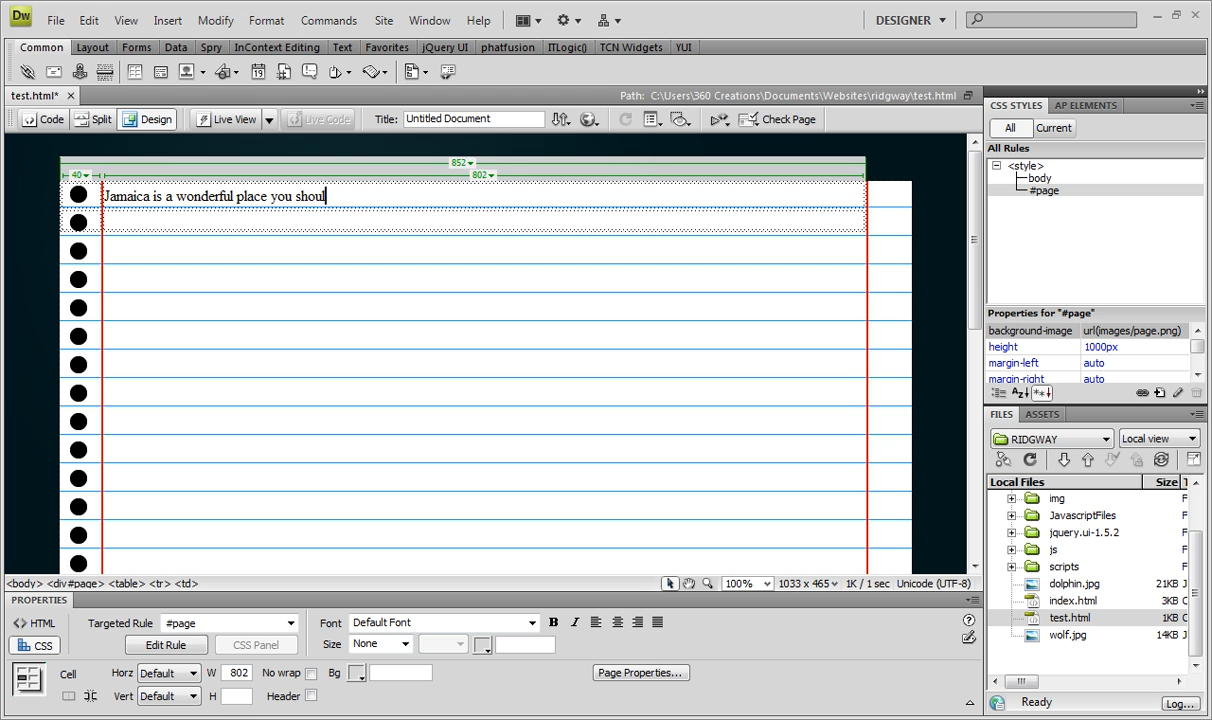 Dw File Edit View Insert Modify Format Commands Site Window Help DESIGNER
Common Layout Forms Data Spry InContext Editing Text Favorites jQuery UI phatfusion ITLogic() TCN Widgets YUI
test.html* Path: C:\Users\360 Creations\Documents\Websites\ridgway\test.html
Code Split Design Live View Live Code Title: Untitled Document Check Page
852
40 802
Jamaica is a wonderful place you shoul
<body> <div#page> <table> <tr> <td> 100% 1033 x 465 1K / 1 sec Unicode (UTF-8)
PROPERTIES
<> HTML Targeted Rule #page Font Default Font B I
CSS Edit Rule CSS Panel Size None
Cell Horz Default W 802 No wrap Bg Page Properties...
Vert Default H Header
CSS STYLES AP ELEMENTS
All Current
All Rules
<style>
body
#page
Properties for "#page"
background-image url(images/page.png)
height 1000px
margin-left auto
margin-right auto
FILES ASSETS
RIDGWAY Local view
Local Files Size T
img F
JavascriptFiles F
jquery.ui-1.5.2 F
js F
scripts F
dolphin.jpg 21KB J
index.html 3KB C
test.html 1KB C
wolf.jpg 14KB J
Ready Log...